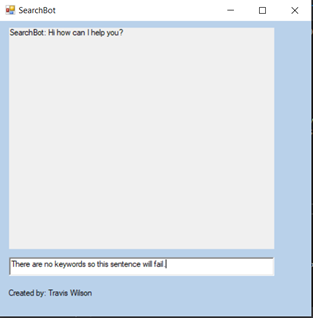 SearchBot
SearchBot: Hi how can I help you?
There are no keywords so this sentence will fail.
Created by: Travis Wilson